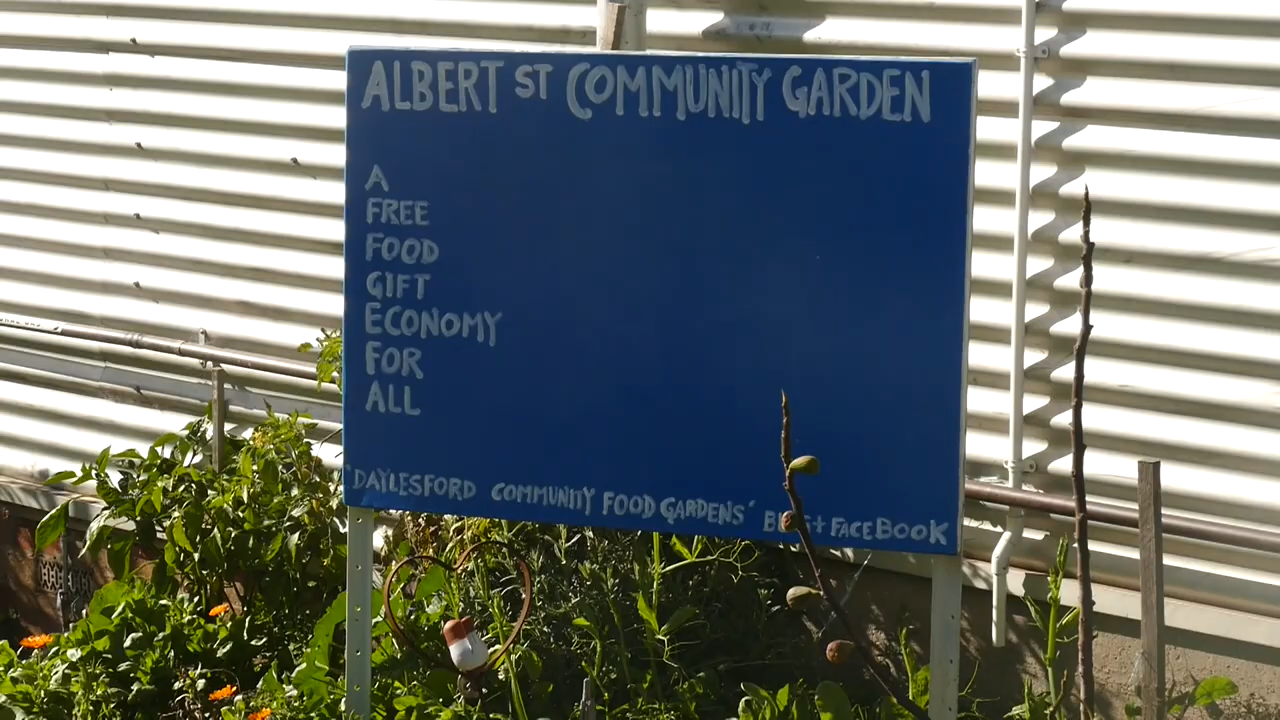 ALBERT ST COMMUNITY GARDEN
A
FREE
FOOD
GIFT
ECONOMY
FOR
ALL
'DAYLESFORD COMMUNITY FOOD GARDENS' + FACEBOOK